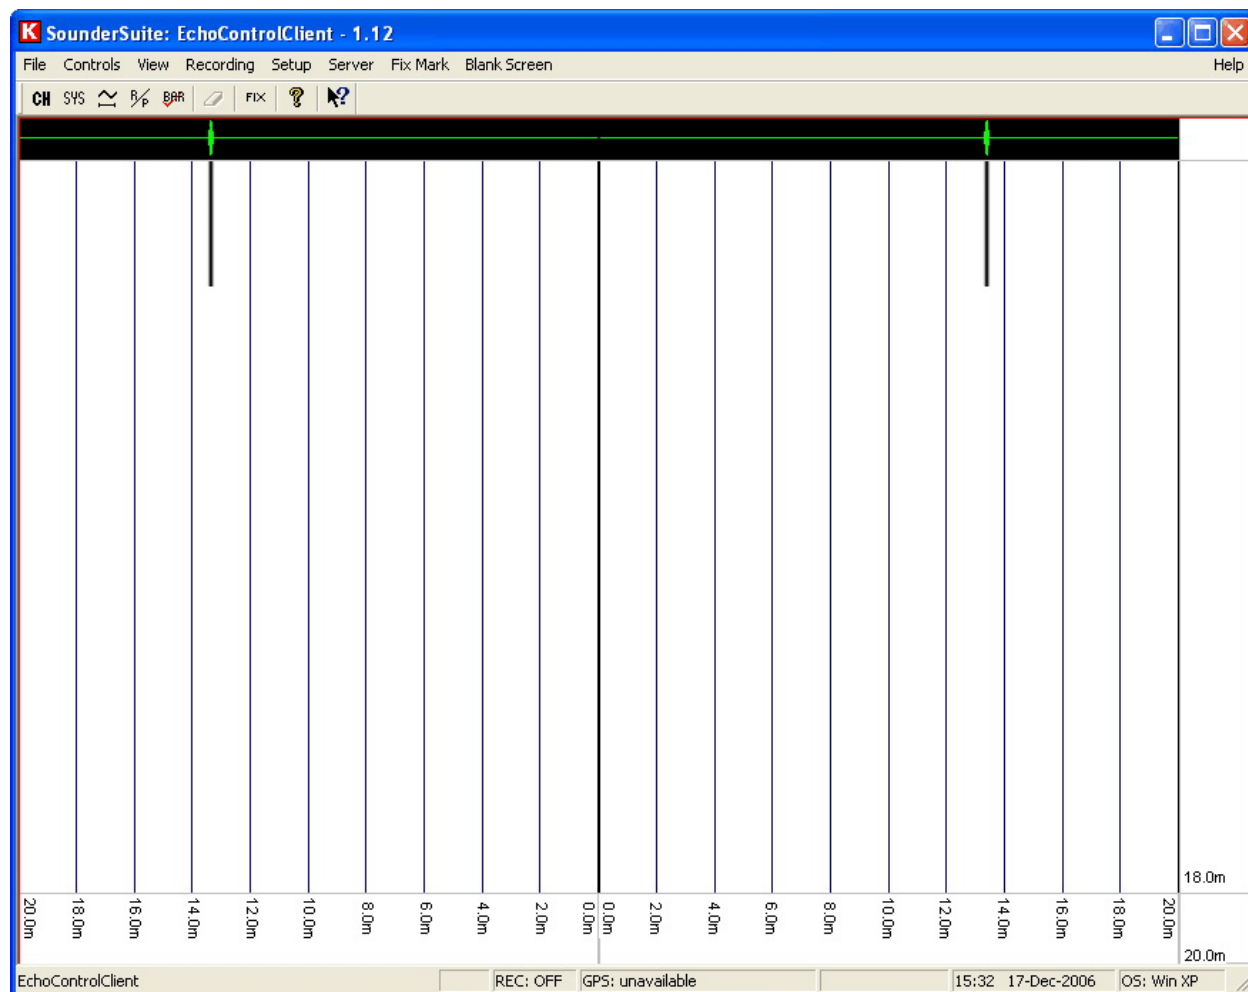 K SounderSuite: EchoControlClient - 1.12
File Controls View Recording Setup Server Fix Mark Blank Screen Help
CH SYS R/P BAR FIX ? ?
18.0m
20.0m 18.0m 16.0m 14.0m 12.0m 10.0m 8.0m 6.0m 4.0m 2.0m 0.0m 0.0m 2.0m 4.0m 6.0m 8.0m 10.0m 12.0m 14.0m 16.0m 18.0m 20.0m
20.0m
EchoControlClient REC: OFF GPS: unavailable 15:32 17-Dec-2006 OS: Win XP